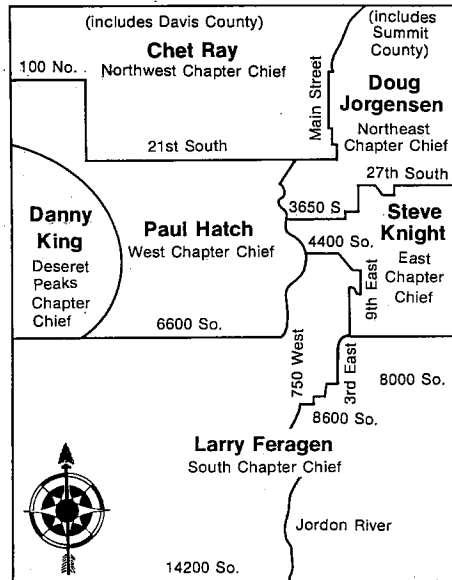 (includes Davis County)
Chet Ray
Northwest Chapter Chief
100 No.
21st South
Main Street
(includes
Summit
County)
Doug
Jorgensen
Northeast
Chapter Chief
27th South
3650 S.
4400 So.
Steve
Knight
East
Chapter
Chief
9th East
Danny
King
Deseret
Peaks
Chapter
Chief
Paul Hatch
West Chapter Chief
6600 So.
750 West
3rd East
8000 So.
8600 So.
Larry Feragen
South Chapter Chief
Jordon River
14200 So.